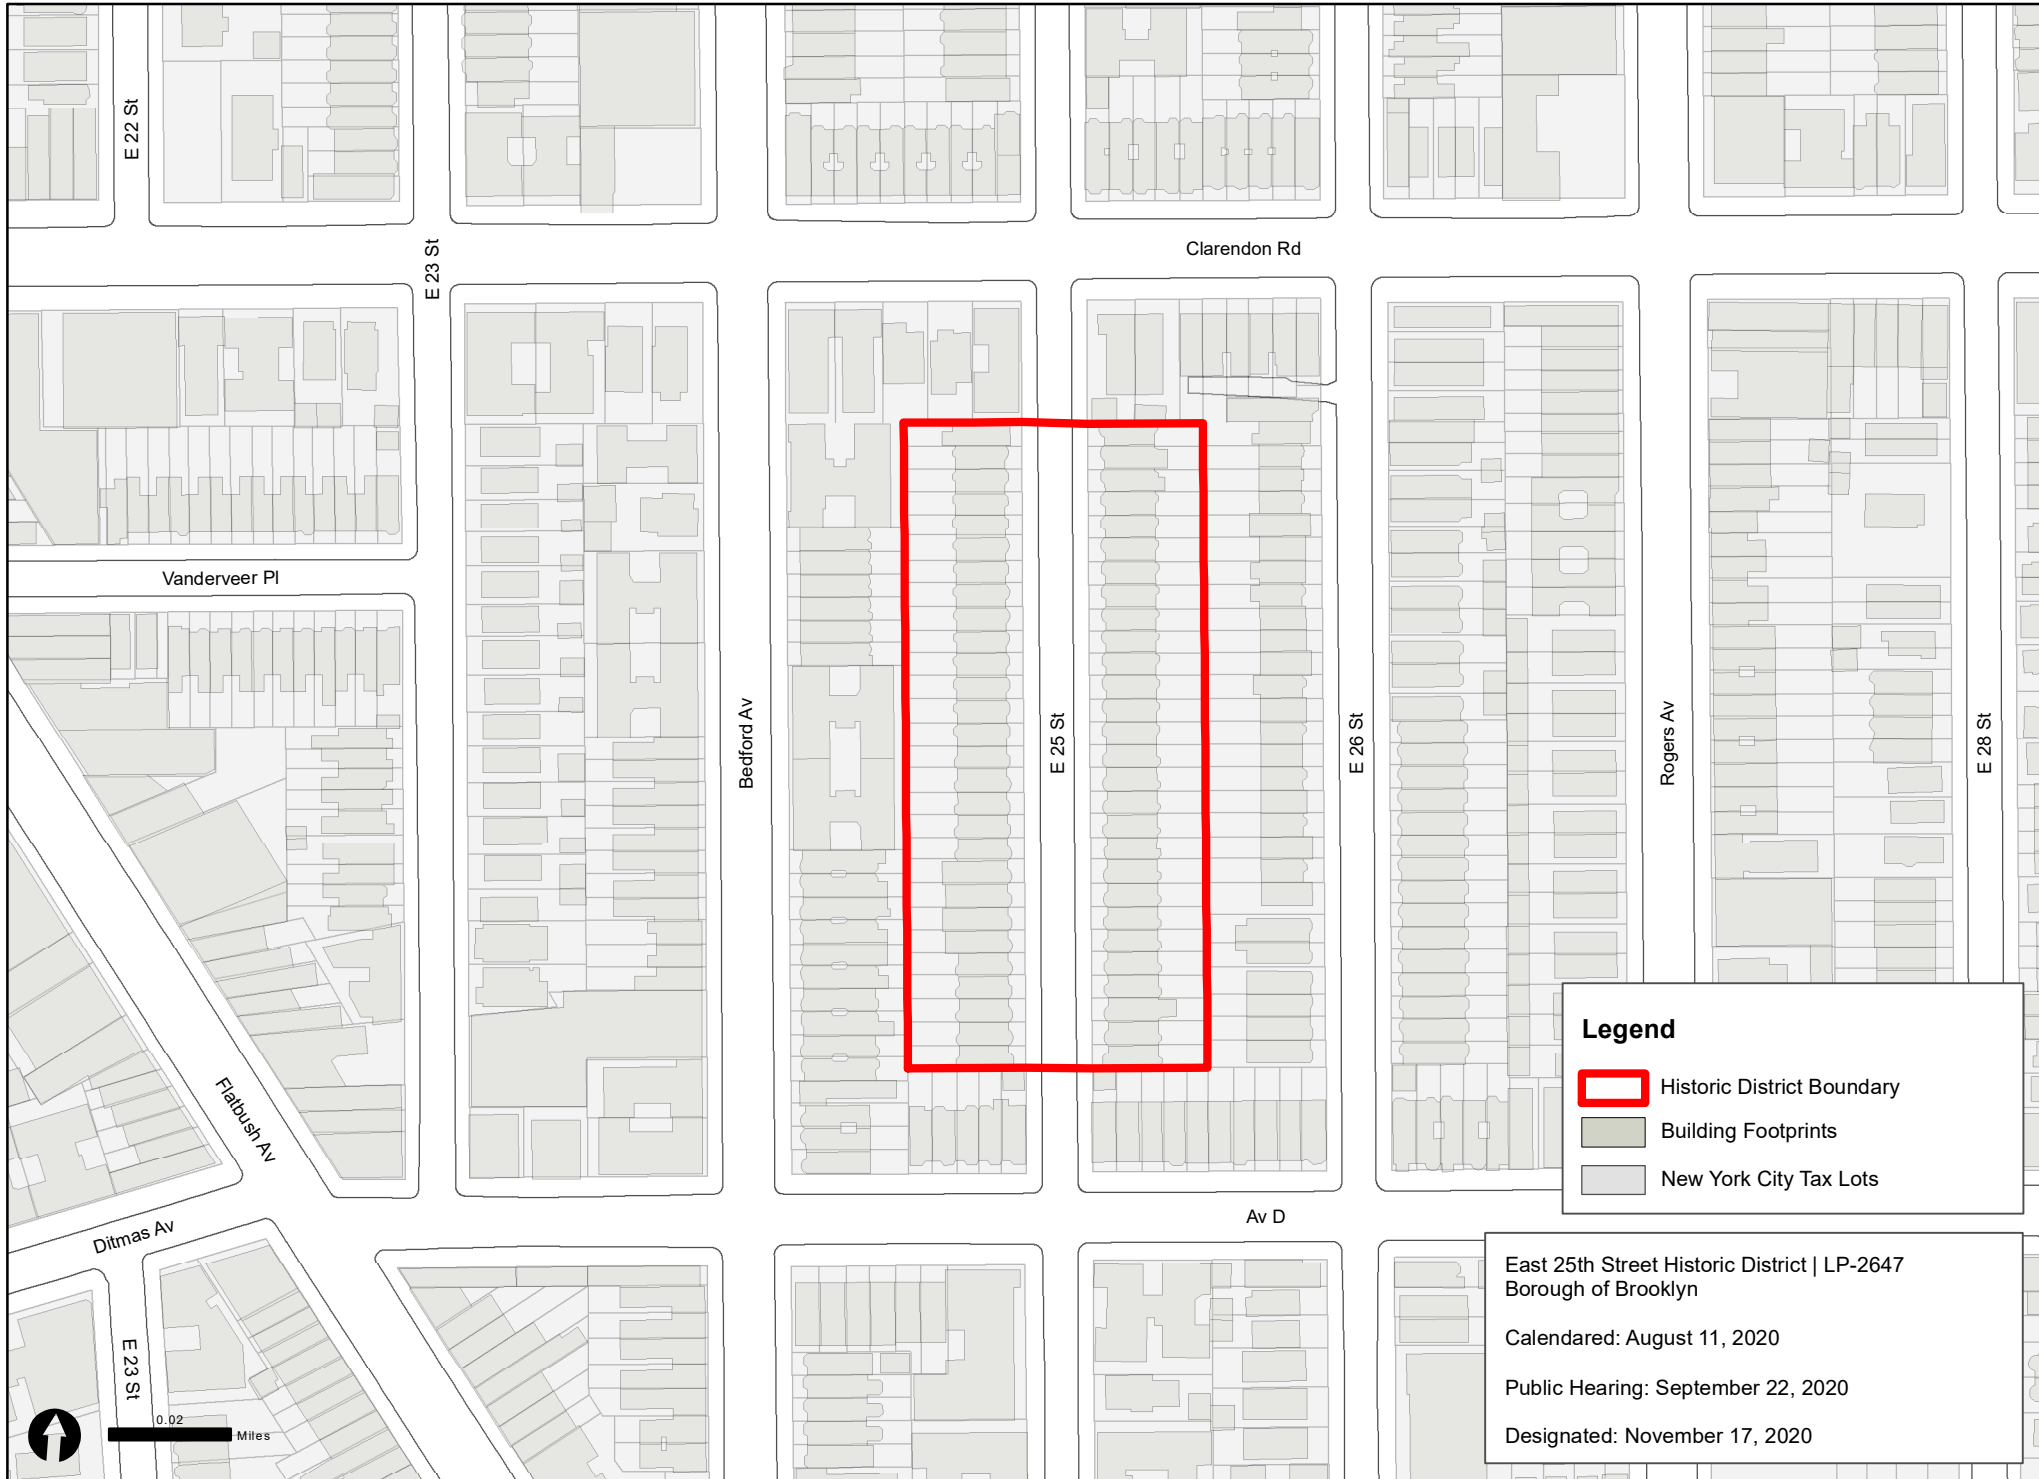 E 22 St
E 23 St
Clarendon Rd
Vanderveer Pl
Bedford Av
E 25 St
E 26 St
Rogers Av
E 28 St
Flatbush Av
Ditmas Av
Av D
E 23 St
0.02
Miles
Legend
Historic District Boundary
Building Footprints
New York City Tax Lots
East 25th Street Historic District | LP-2647
Borough of Brooklyn
Calendared: August 11, 2020
Public Hearing: September 22, 2020
Designated: November 17, 2020